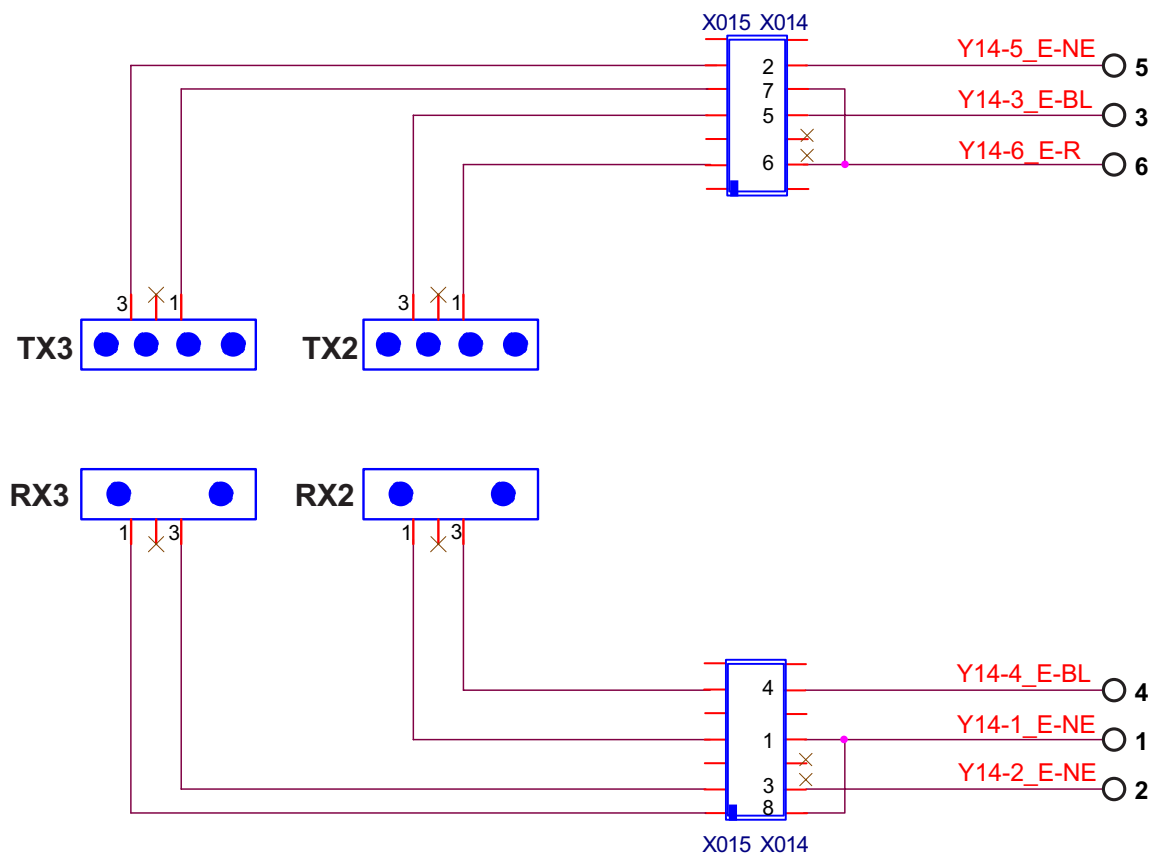 X015 X014
2 Y14-5_E-NE 5
7
5 Y14-3_E-BL 3
6 Y14-6_E-R 6
3 1 3 1
TX3 TX2
RX3 RX2
1 3 1 3
4 Y14-4_E-BL 4
1 Y14-1_E-NE 1
3 Y14-2_E-NE 2
8
X015 X014